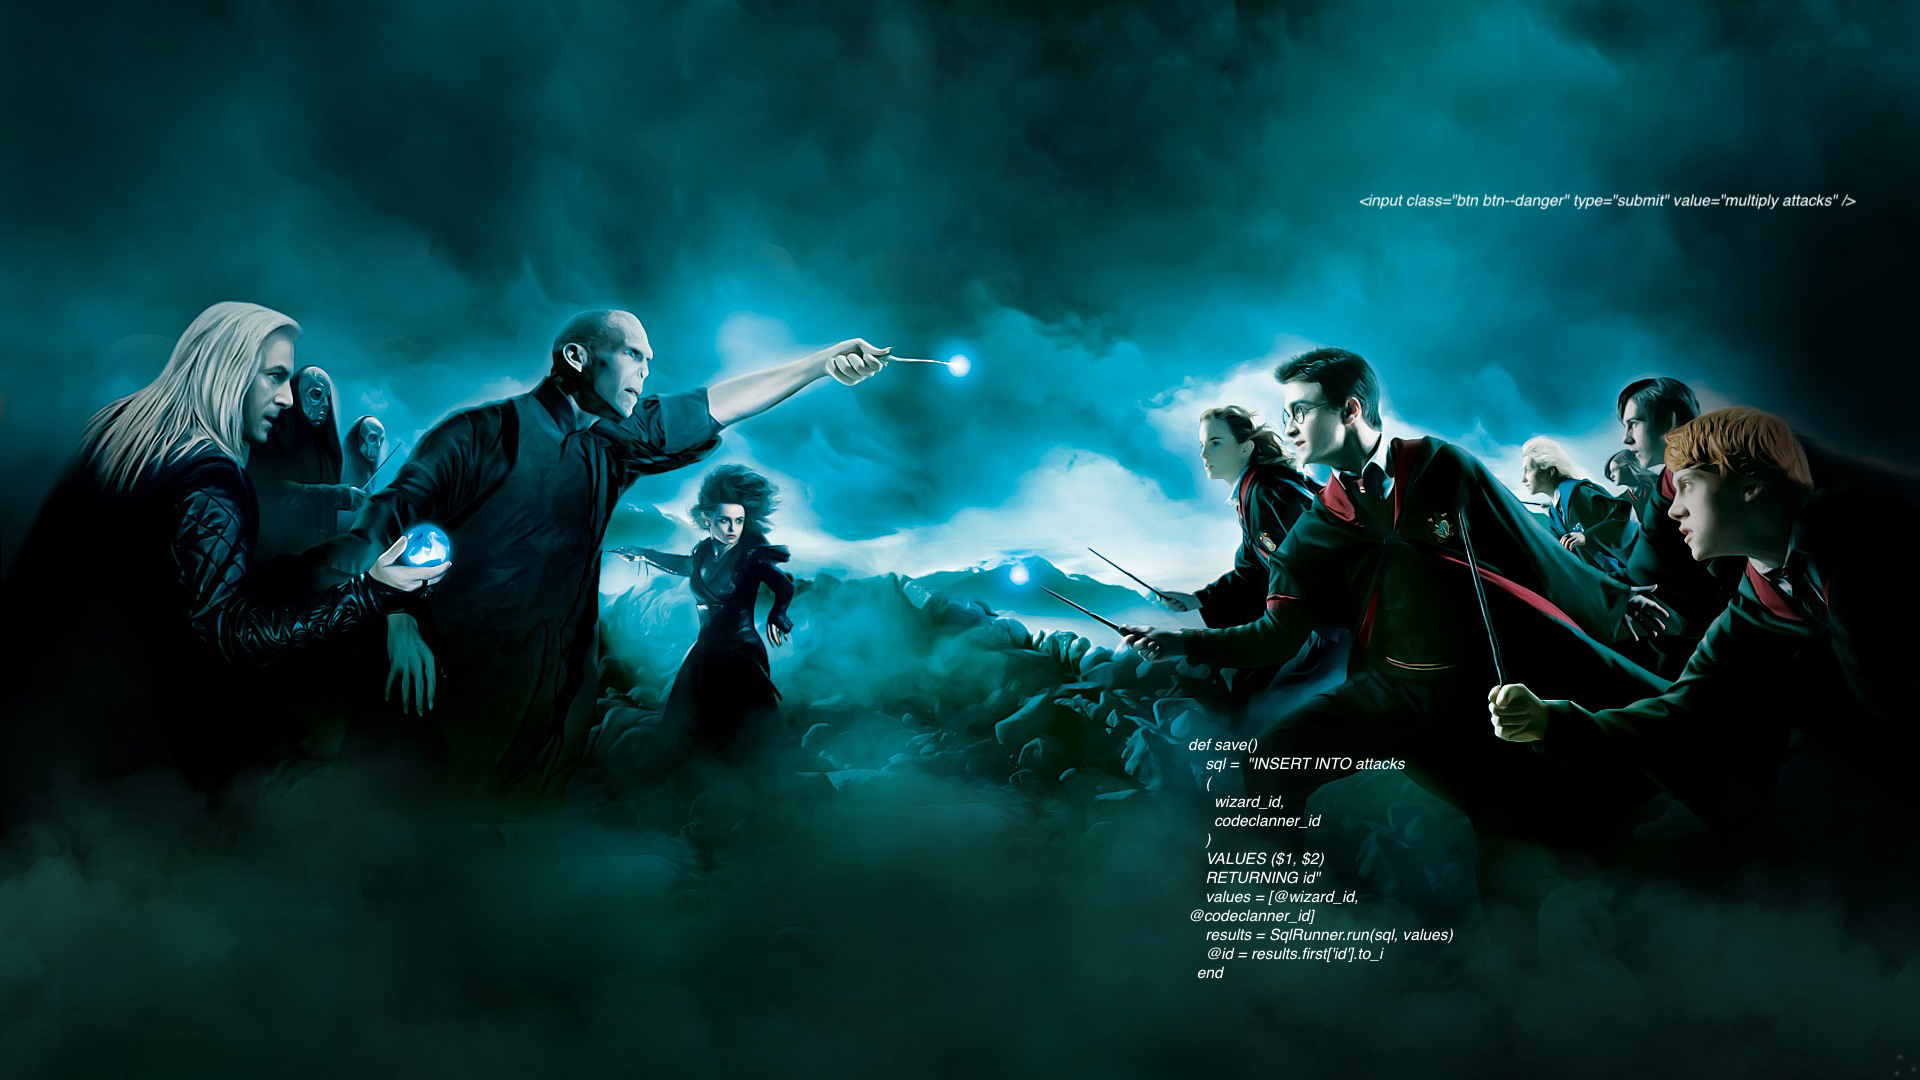 <input class="btn btn--danger" type="submit" value="multiply attacks" />
def save()
sql =  "INSERT INTO attacks
(
wizard_id,
codeclanner_id
)
VALUES ($1, $2)
RETURNING id"
values = [@wizard_id,
@codeclanner_id]
results = SqlRunner.run(sql, values)
@id = results.first['id'].to_i
end